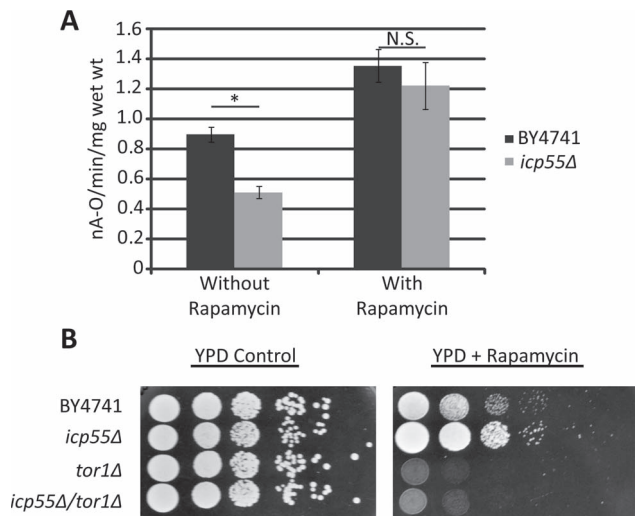 A
nA-O/min/mg wet wt
1.6
1.4
1.2
1.0
0.8
0.6
0.4
0.2
0
*
N.S.
BY4741
icp55Δ
Without
Rapamycin
With
Rapamycin
B
YPD Control
YPD + Rapamycin
BY4741
icp55Δ
tor1Δ
icp55Δ/tor1Δ